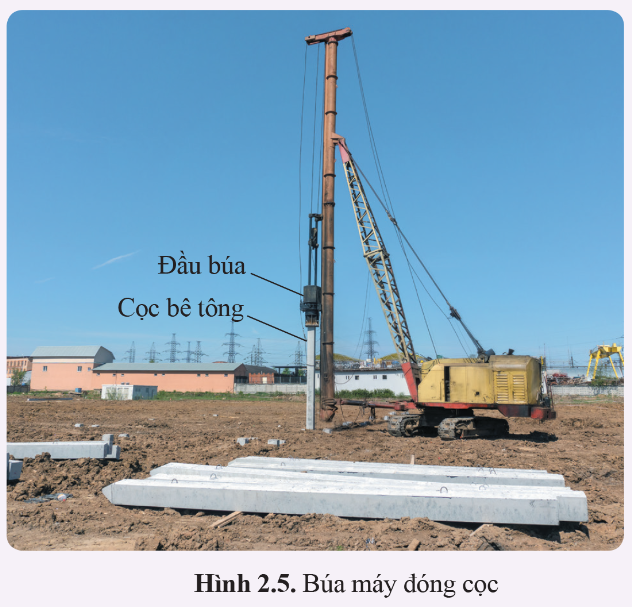 Đầu búa
Cọc bê tông
Hình 2.5. Búa máy đóng cọc